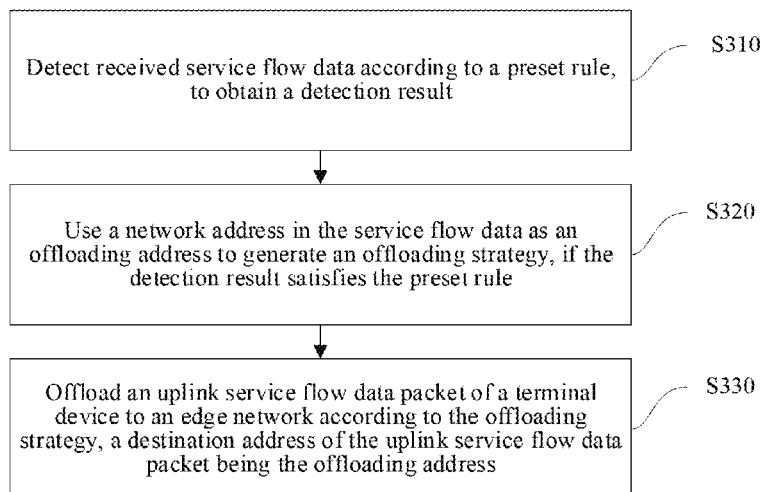 Detect received service flow data according to a preset rule,
to obtain a detection result
S310
Use a network address in the service flow data as an
offloading address to generate an offloading strategy, if the
detection result satisfies the preset rule
S320
Offload an uplink service flow data packet of a terminal
device to an edge network according to the offloading
strategy, a destination address of the uplink service flow data
packet being the offloading address
S330